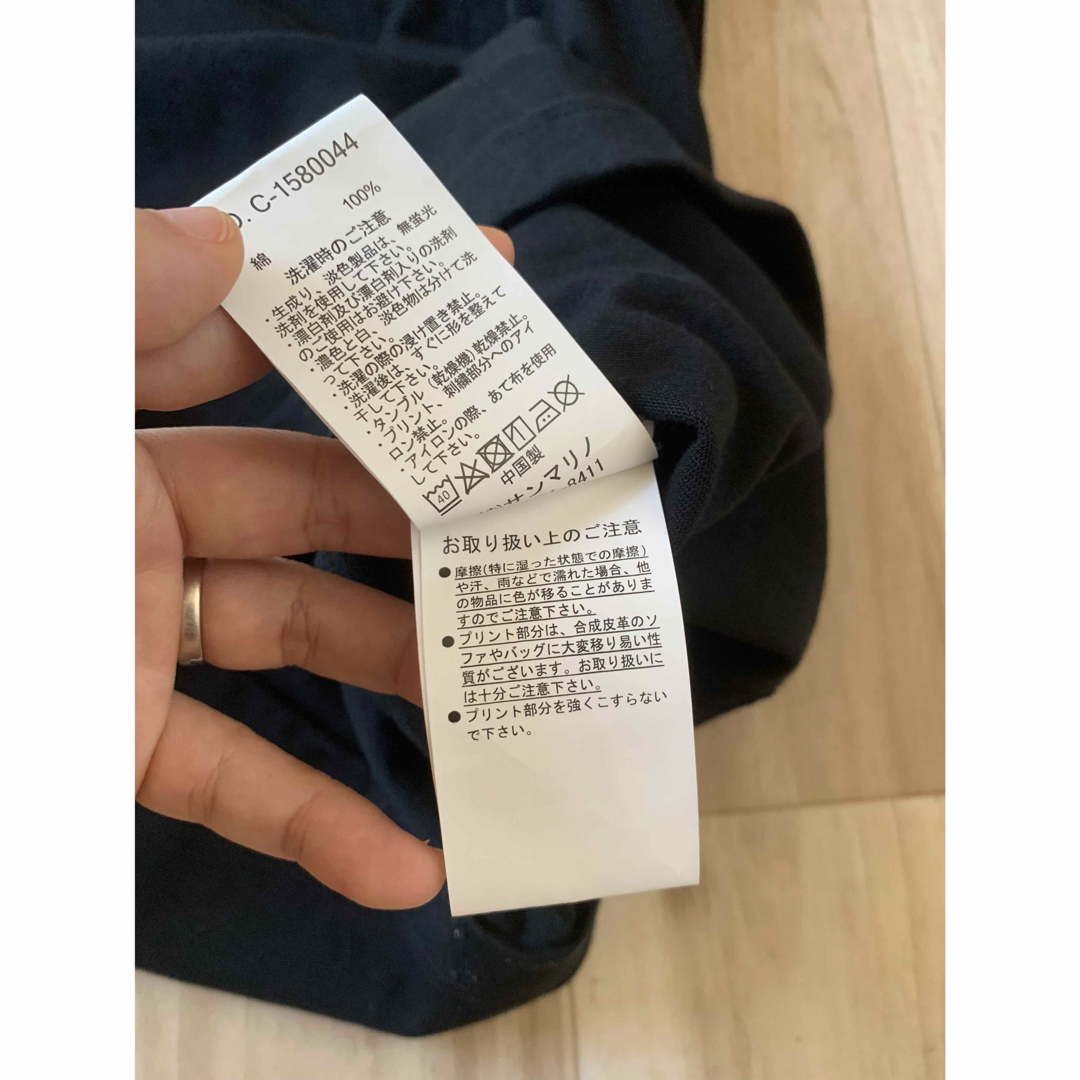 O. C-1580044
綿 100%
洗濯時のご注意
・生成り、淡色製品は、無蛍光
洗剤を使用して下さい。
・漂白剤及び漂白剤入りの洗剤
のご使用はお避け下さい。
・濃色と白、淡色物は分けて洗
って下さい。
・洗濯の際の浸け置き禁止。
・洗濯後は、すぐに形を整えて
干して下さい。
・タンブル（乾燥機）乾燥禁止。
・プリント、刺繍部分へのアイ
ロン禁止。
・アイロンの際、あて布を使用
して下さい。
40
中国製
サンマリノ
8411
お取り扱い上のご注意
●摩擦(特に湿った状態での摩擦)
や汗、雨などで濡れた場合、他
の物品に色が移ることがありま
すのでご注意下さい。
●プリント部分は、合成皮革のソ
ファやバッグに大変移り易い性
質がございます。お取り扱いに
は十分ご注意下さい。
●プリント部分を強くこすらない
で下さい。